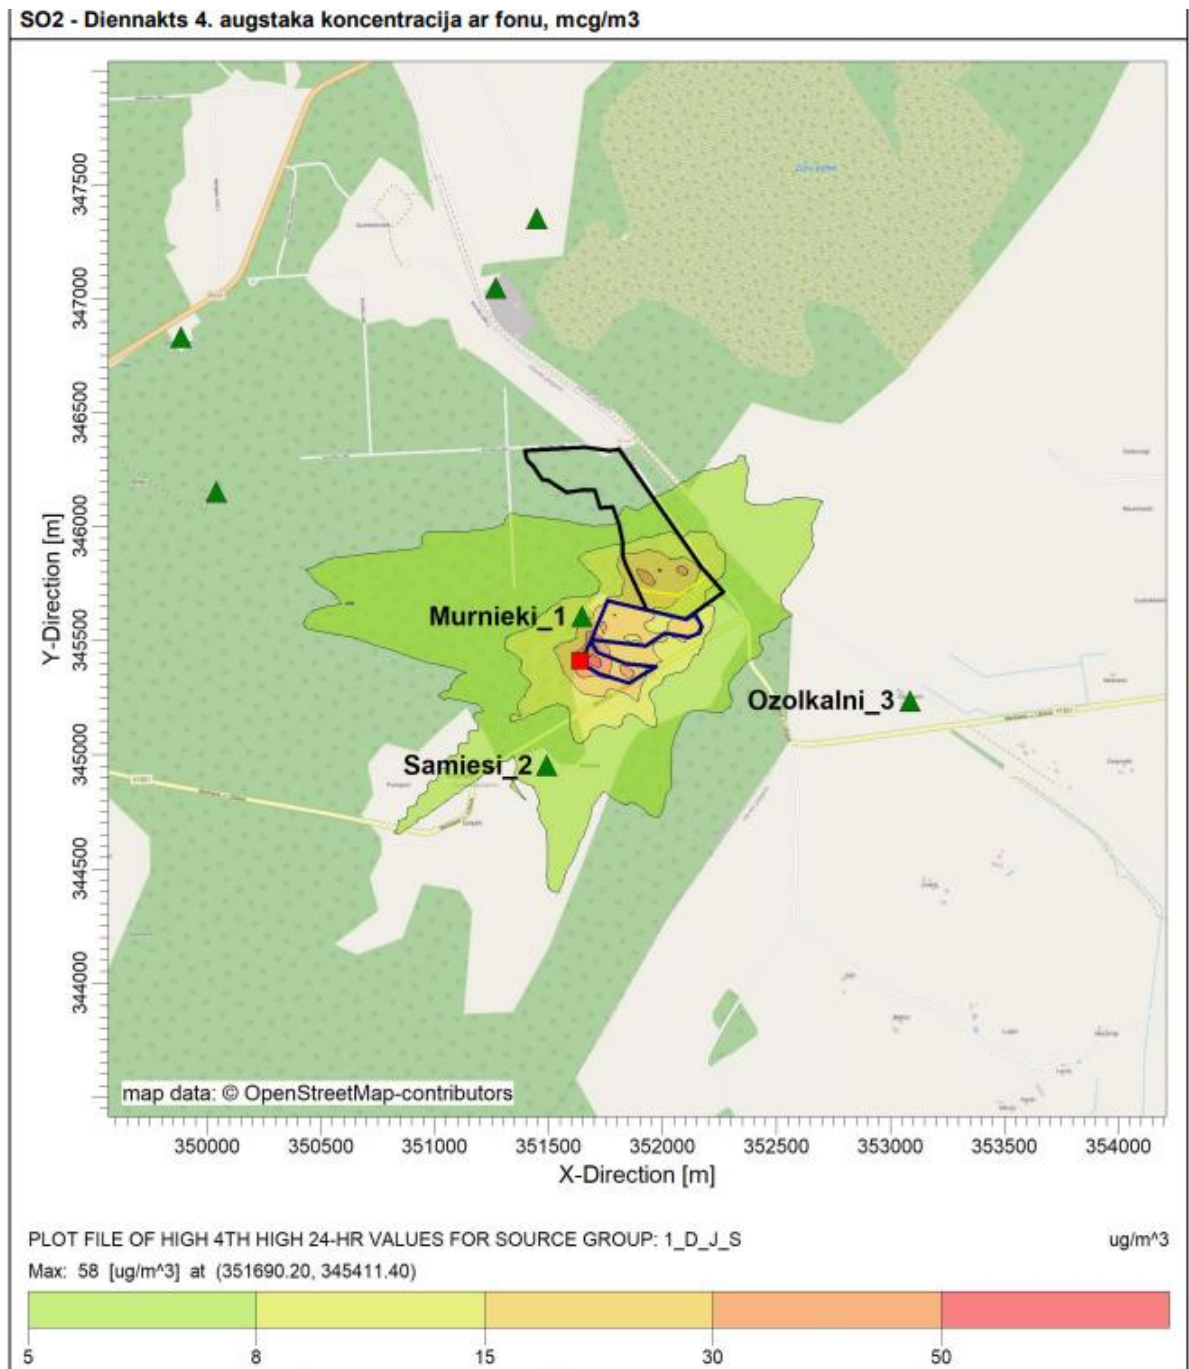 SO2 - Diennakts 4. augstaka koncentracija ar fonu, mcg/m3
Y-Direction [m]
347500
347000
346500
346000
345500
345000
344500
344000
Murnieki_1
Ozolkalni_3
Samiesi_2
map data: © OpenStreetMap-contributors
350000 350500 351000 351500 352000 352500 353000 353500 354000
X-Direction [m]
PLOT FILE OF HIGH 4TH HIGH 24-HR VALUES FOR SOURCE GROUP: 1_D_J_S ug/m^3
Max: 58 [ug/m^3] at (351690.20, 345411.40)
5 8 15 30 50